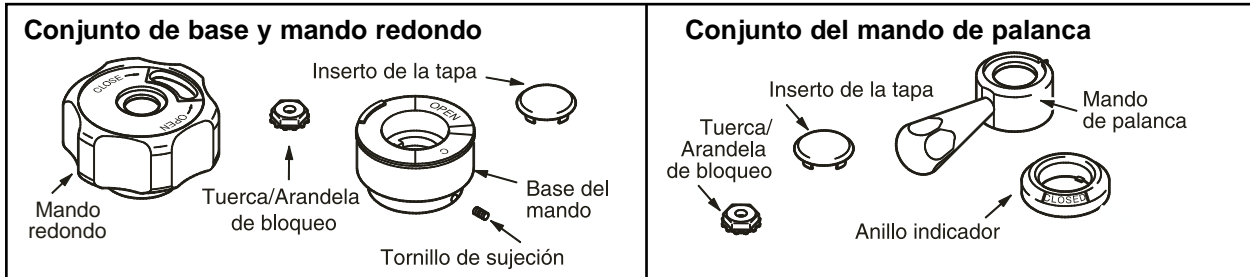 Conjunto de base y mando redondo
CLOSE
OPEN
Inserto de la tapa
OPEN
C
Tuerca/Arandela
de bloqueo
Mando
redondo
Base del
mando
Tornillo de sujeción
Conjunto del mando de palanca
Inserto de la tapa
Tuerca/
Arandela
de bloqueo
Mando
de palanca
CLOSED
Anillo indicador